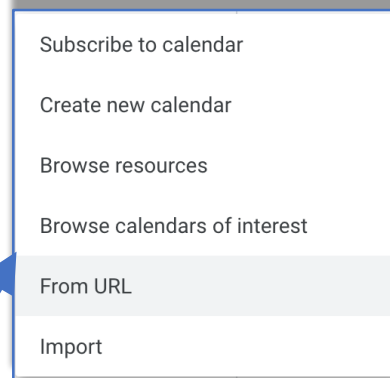 Subscribe to calendar
Create new calendar
Browse resources
Browse calendars of interest
From URL
Import